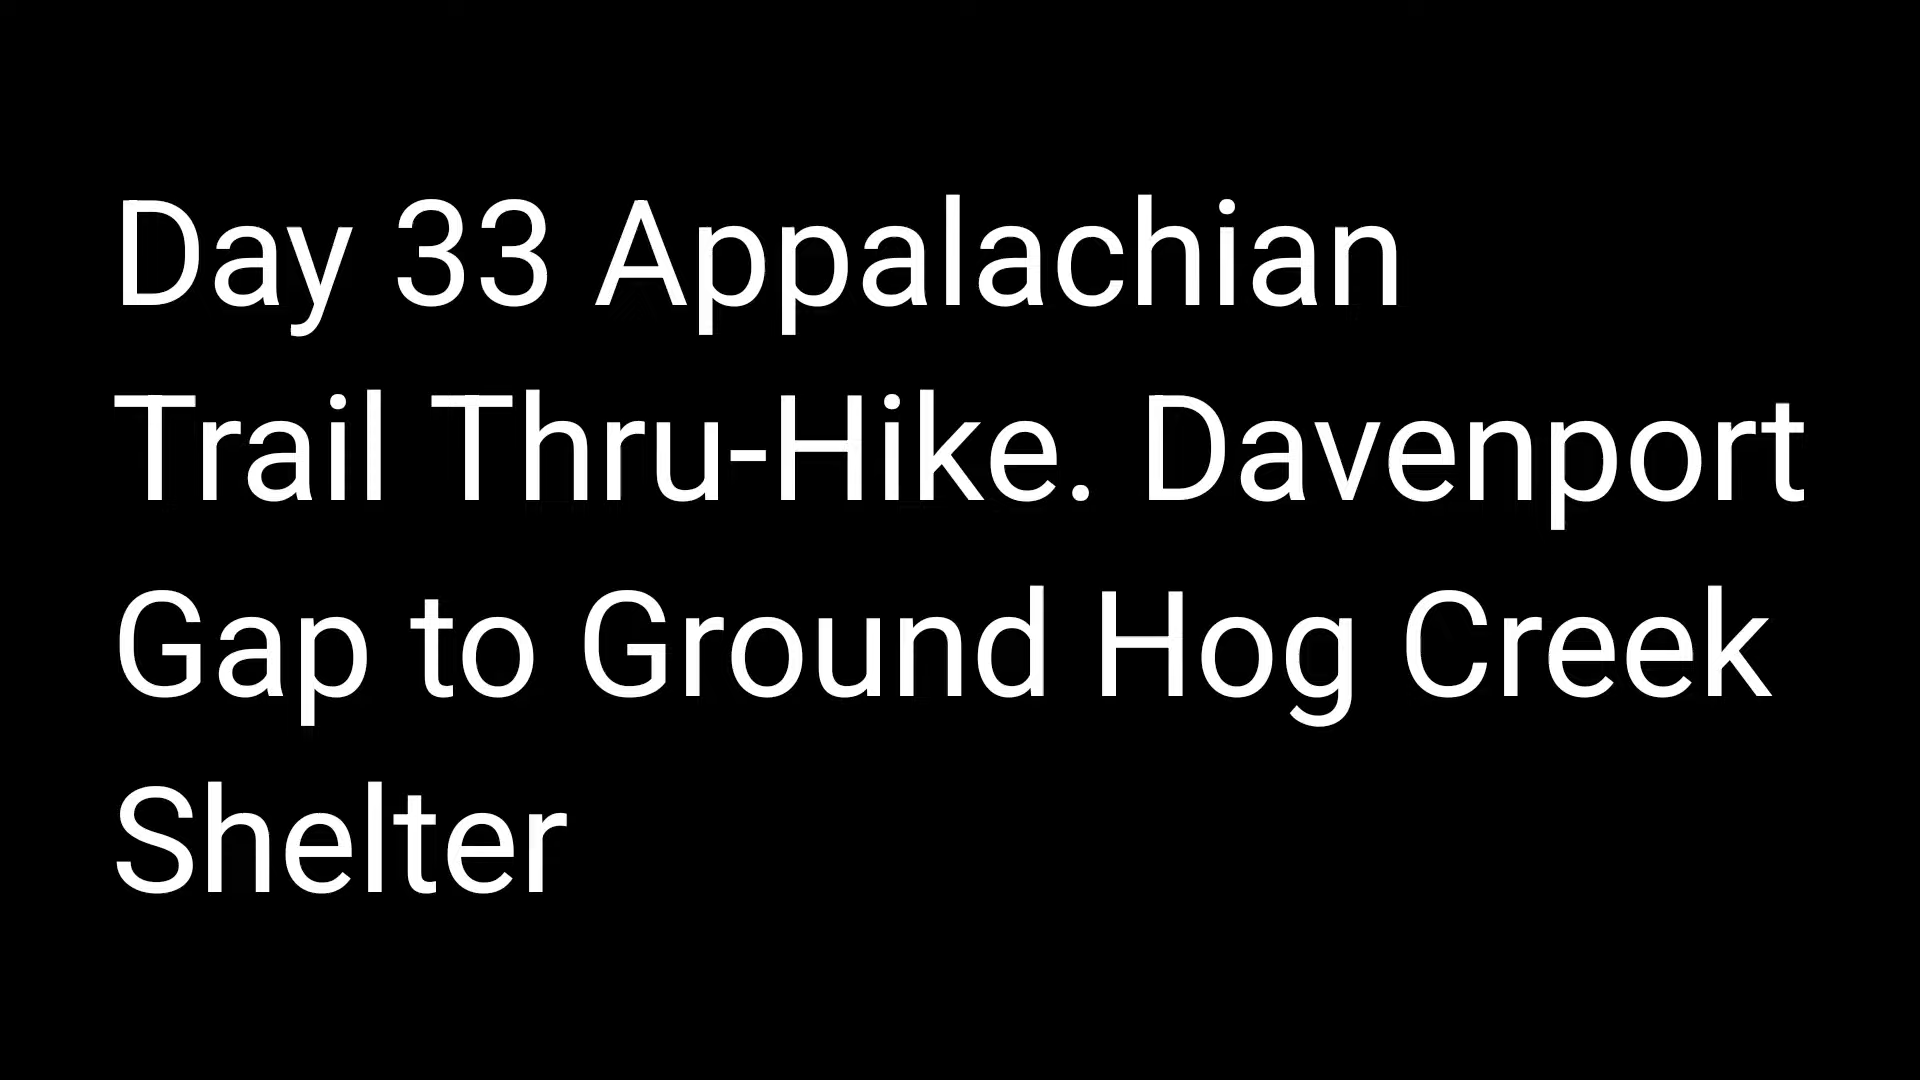 Day 33 Appalachian
Trail Thru-Hike. Davenport
Gap to Ground Hog Creek
Shelter